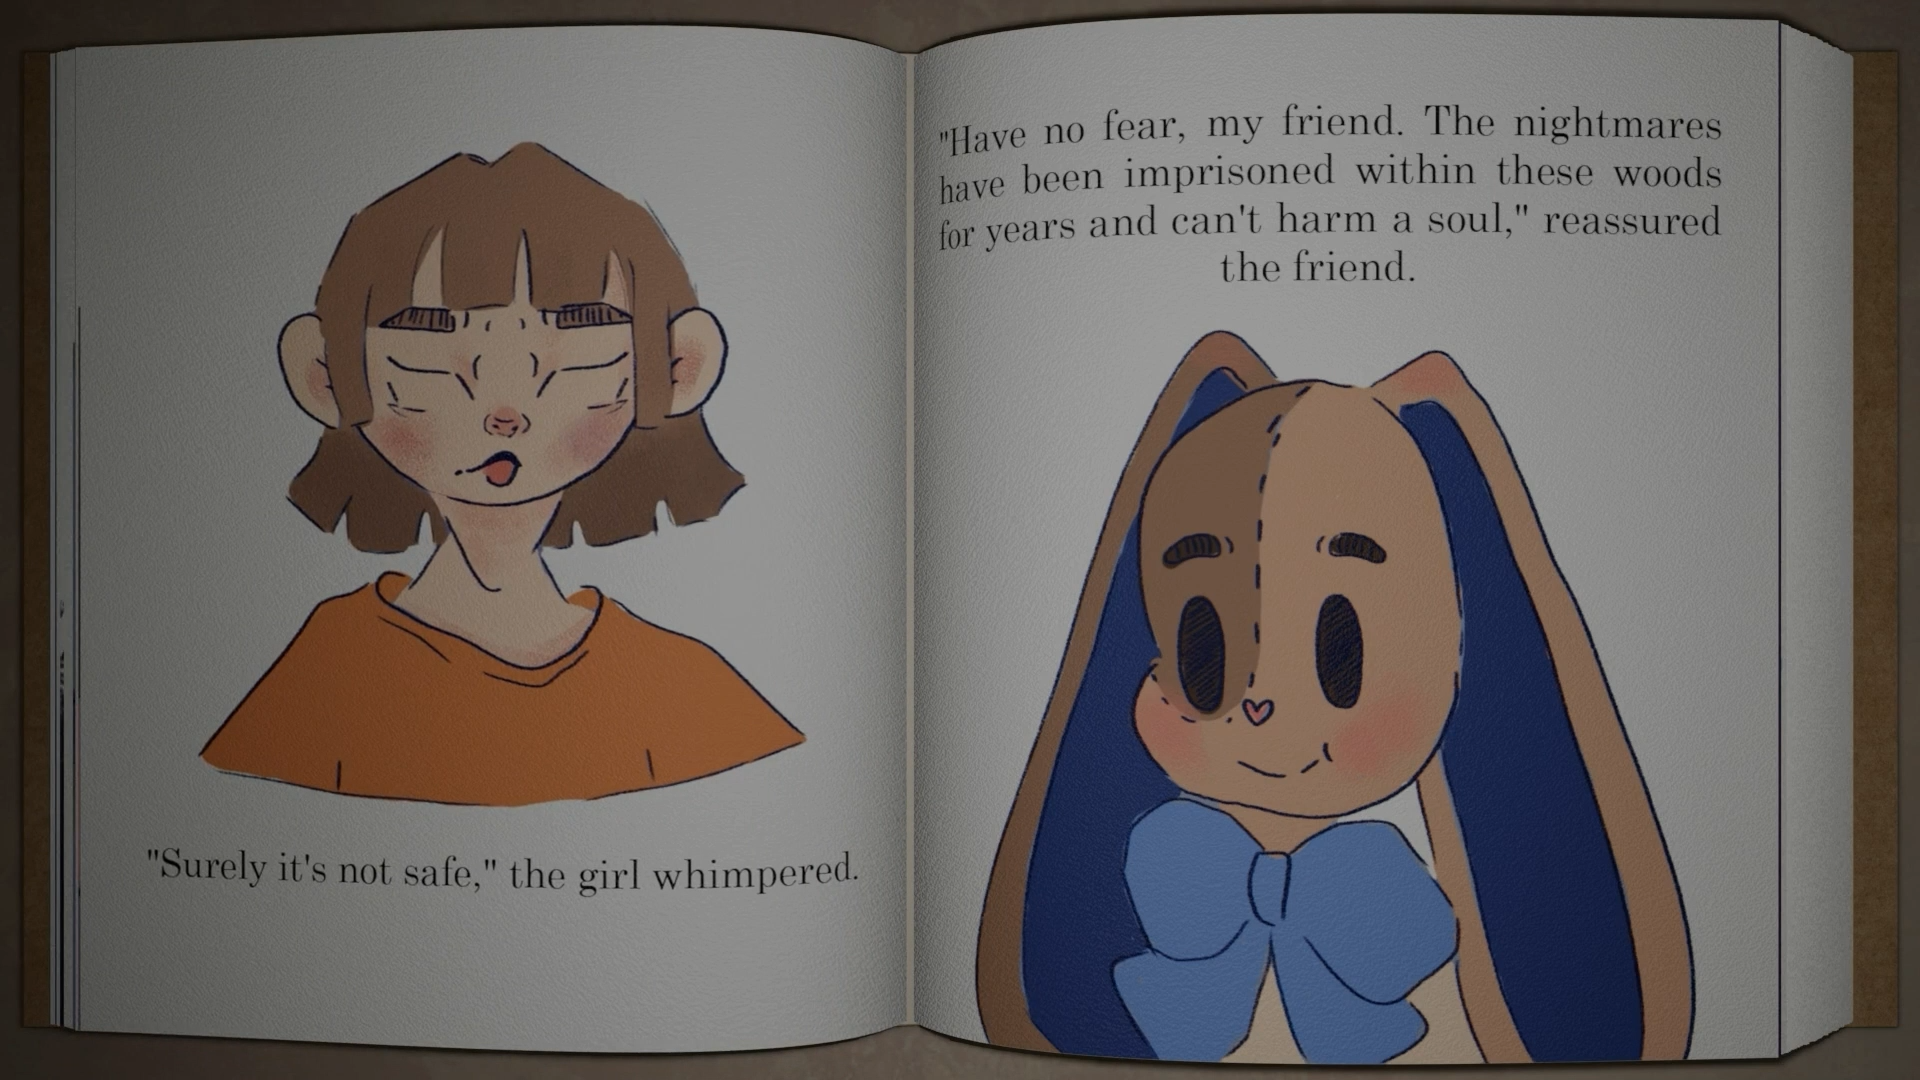 "Surely it's not safe," the girl whimpered.
"Have no fear, my friend. The nightmares
have been imprisoned within these woods
for years and can't harm a soul," reassured
the friend.